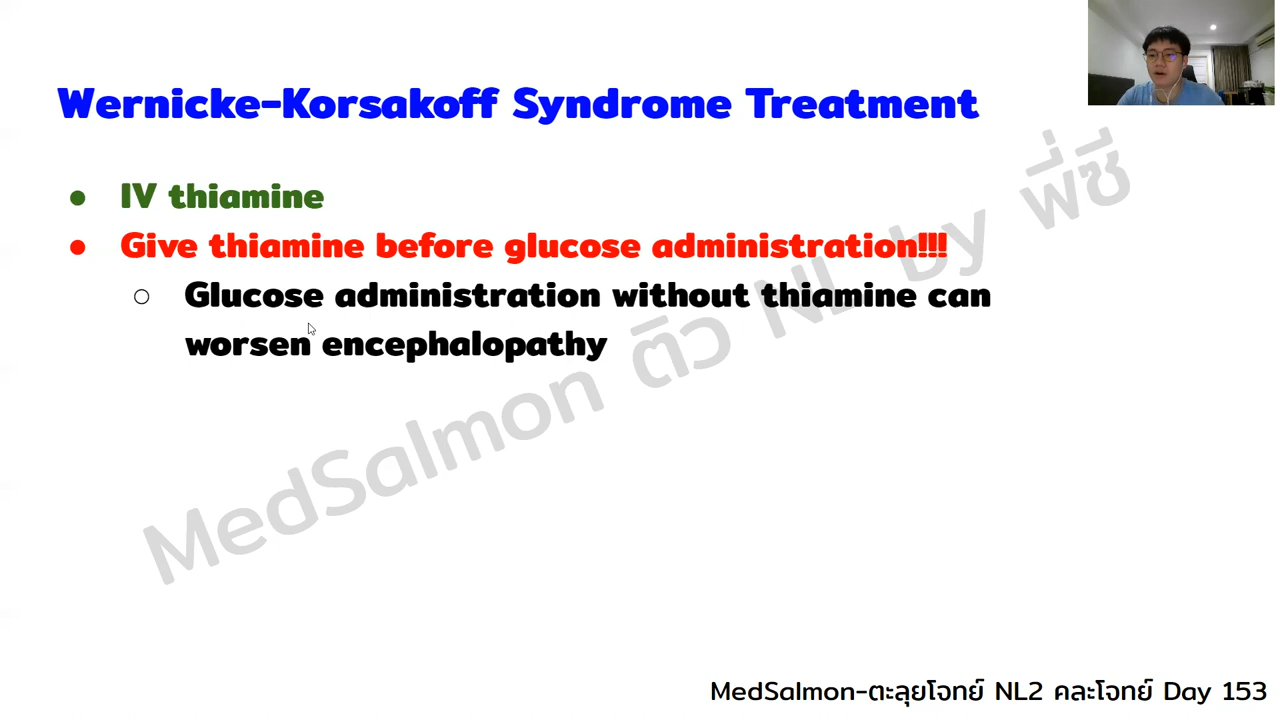 Wernicke-Korsakoff Syndrome Treatment
● IV thiamine
● Give thiamine before glucose administration!!!
○ Glucose administration without thiamine can
worsen encephalopathy
MedSalmon ติว NL by พี่ซี
MedSalmon-ตะลุยโจทย์ NL2 คละโจทย์ Day 153